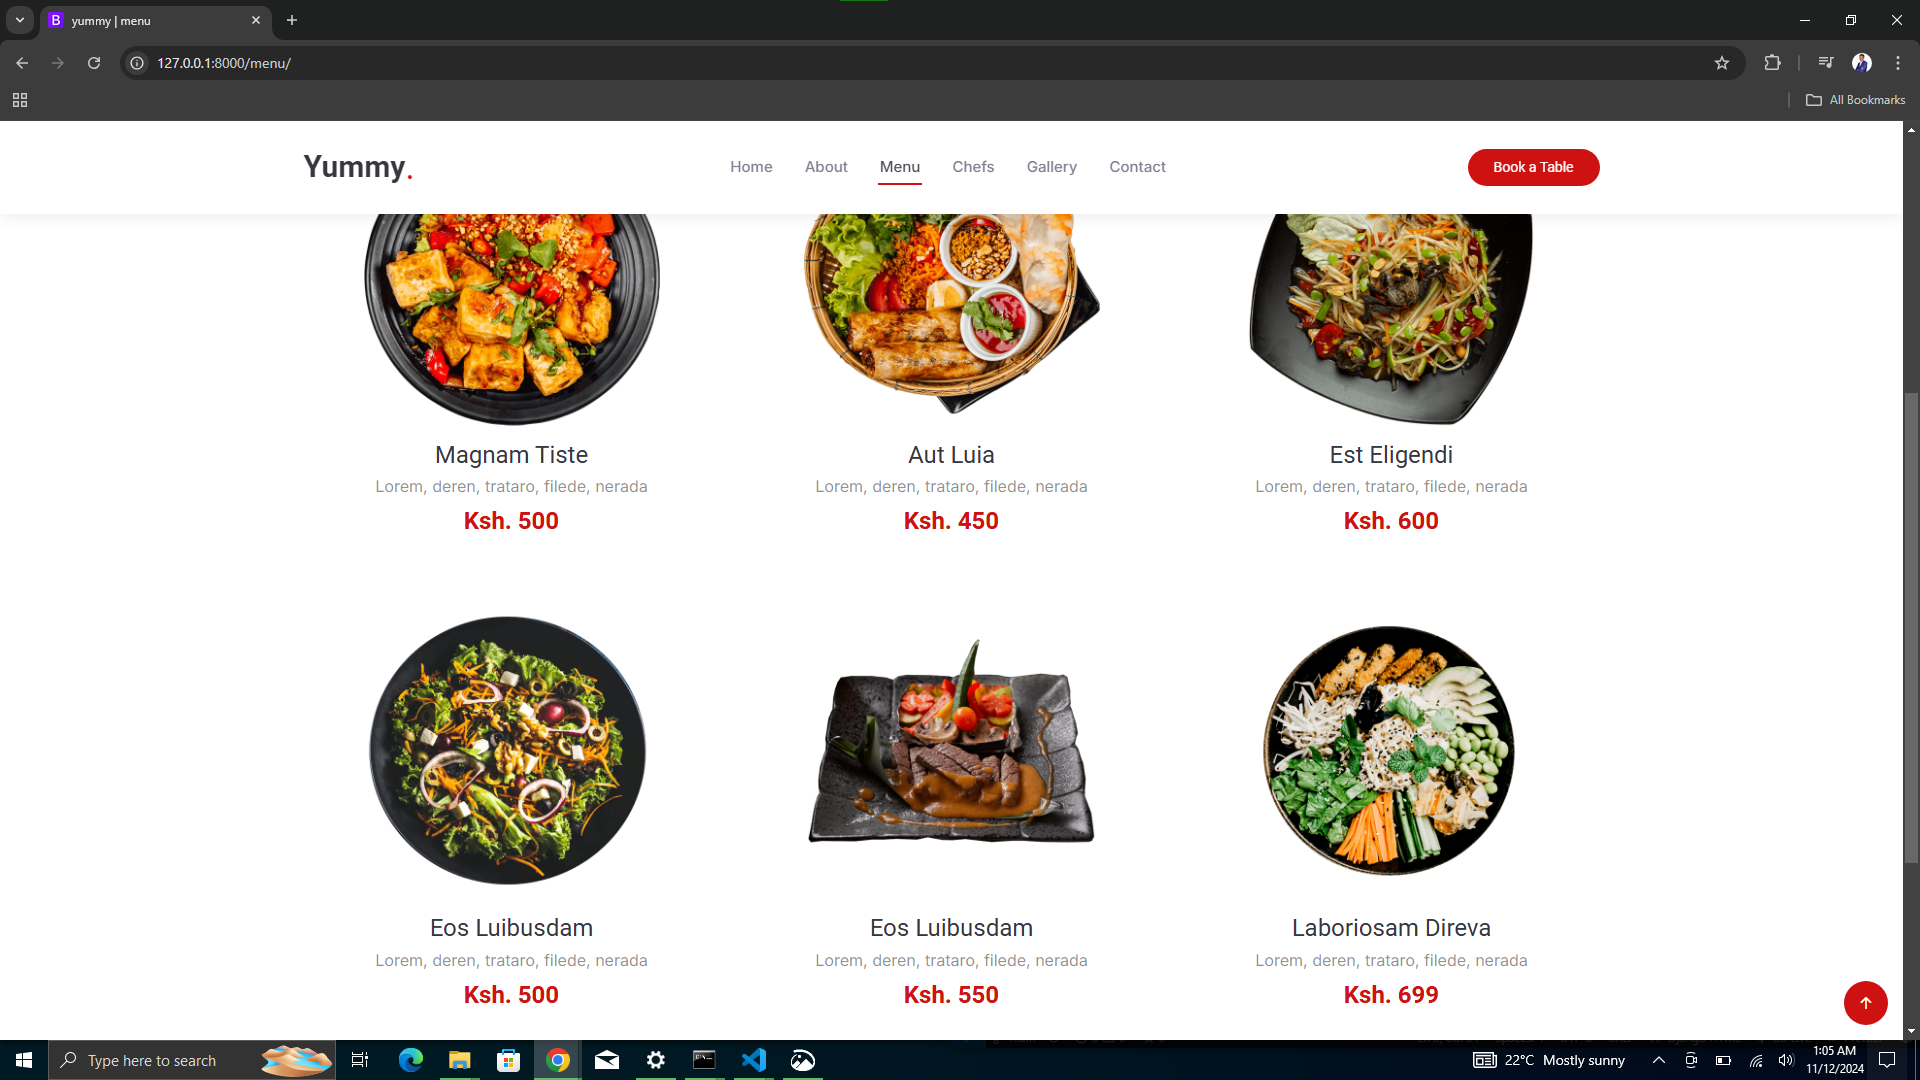 yummy | menu
127.0.0.1:8000/menu/
All Bookmarks
Yummy.
Home About Menu Chefs Gallery Contact
Book a Table
Magnam Tiste
Lorem, deren, trataro, filede, nerada
Ksh. 500
Aut Luia
Lorem, deren, trataro, filede, nerada
Ksh. 450
Est Eligendi
Lorem, deren, trataro, filede, nerada
Ksh. 600
Eos Luibusdam
Lorem, deren, trataro, filede, nerada
Ksh. 500
Eos Luibusdam
Lorem, deren, trataro, filede, nerada
Ksh. 550
Laboriosam Direva
Lorem, deren, trataro, filede, nerada
Ksh. 699
Type here to search
22°C Mostly sunny
1:05 AM
11/12/2024